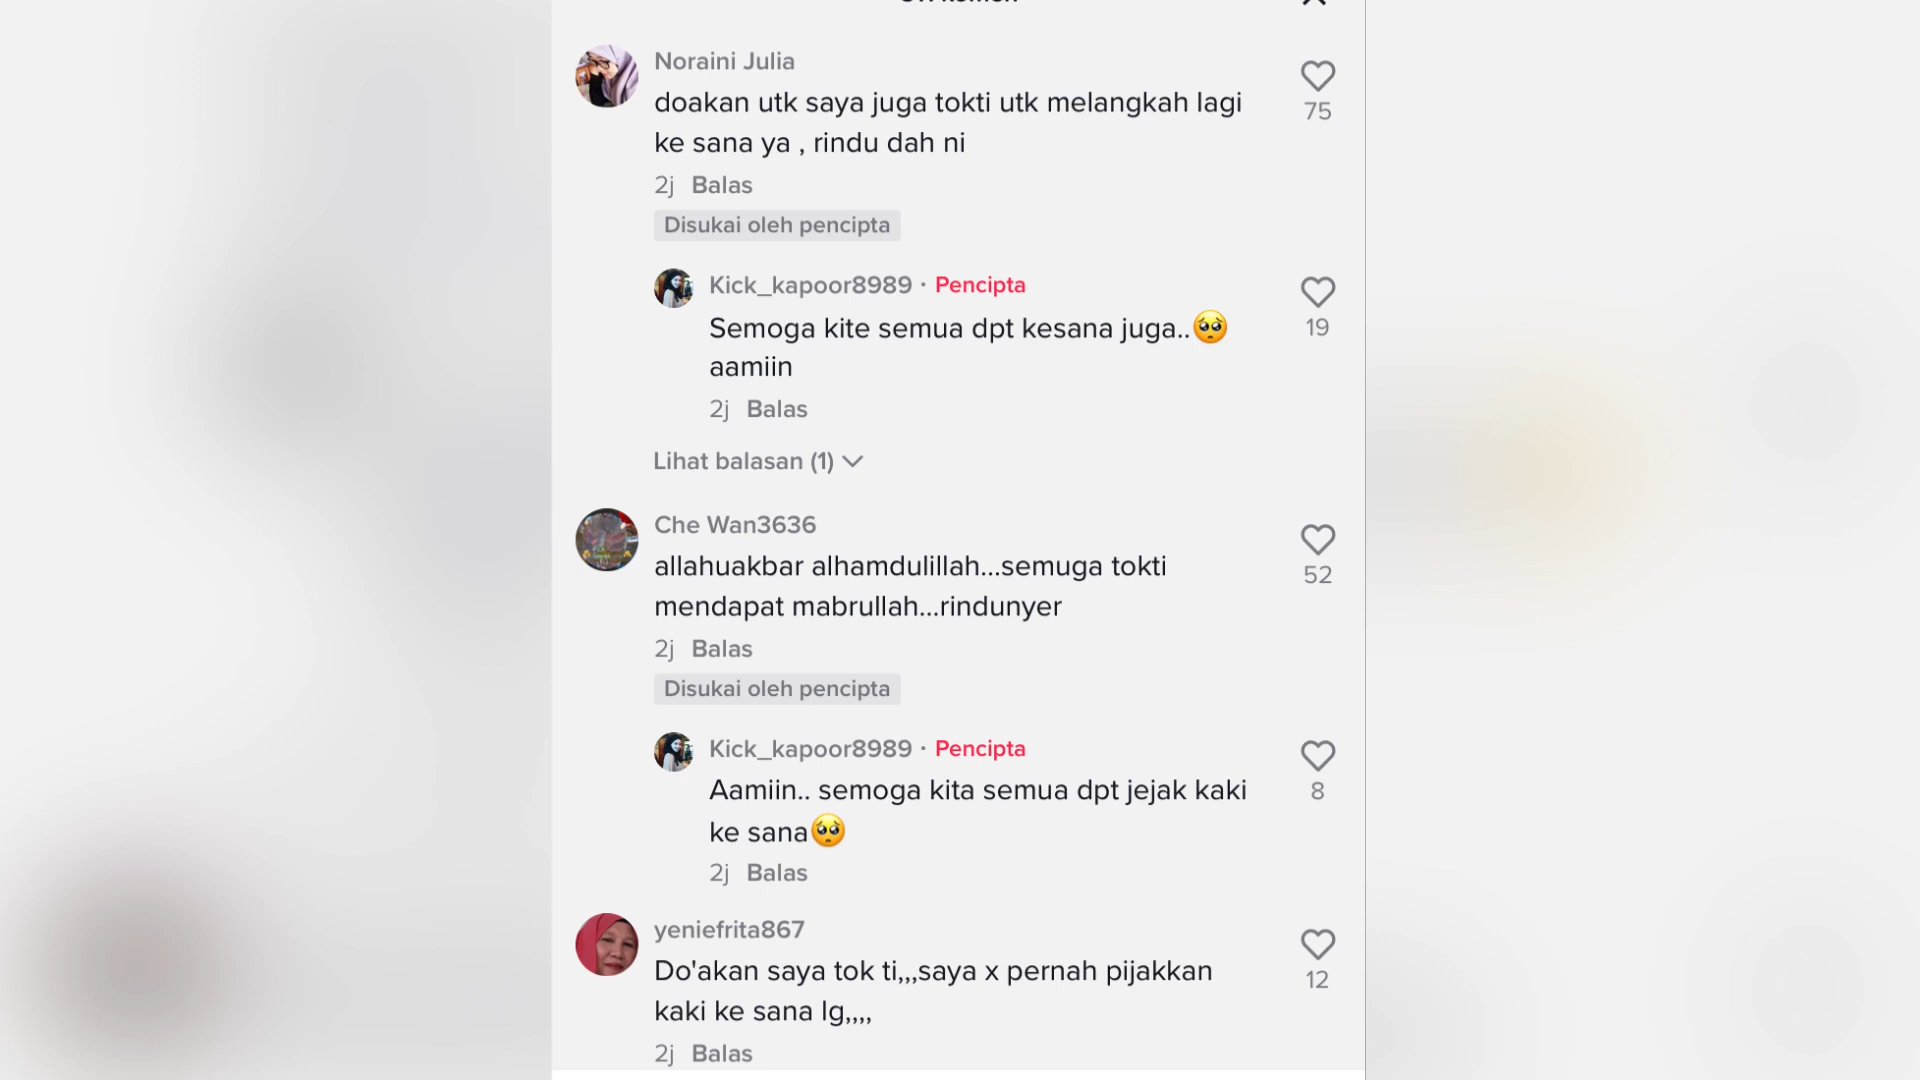 Noraini Julia
doakan utk saya juga tokti utk melangkah lagi
ke sana ya , rindu dah ni
75
2j Balas
Disukai oleh pencipta
Kick_kapoor8989 · Pencipta
Semoga kite semua dpt kesana juga..🥺
aamiin
19
2j Balas
Lihat balasan (1)
Che Wan3636
allahuakbar alhamdulillah...semuga tokti
mendapat mabrullah...rindunyer
52
2j Balas
Disukai oleh pencipta
Kick_kapoor8989 · Pencipta
Aamiin.. semoga kita semua dpt jejak kaki
ke sana🥺
8
2j Balas
yeniefrita867
Do'akan saya tok ti,,,saya x pernah pijakkan
kaki ke sana lg,,,,
12
2j Balas